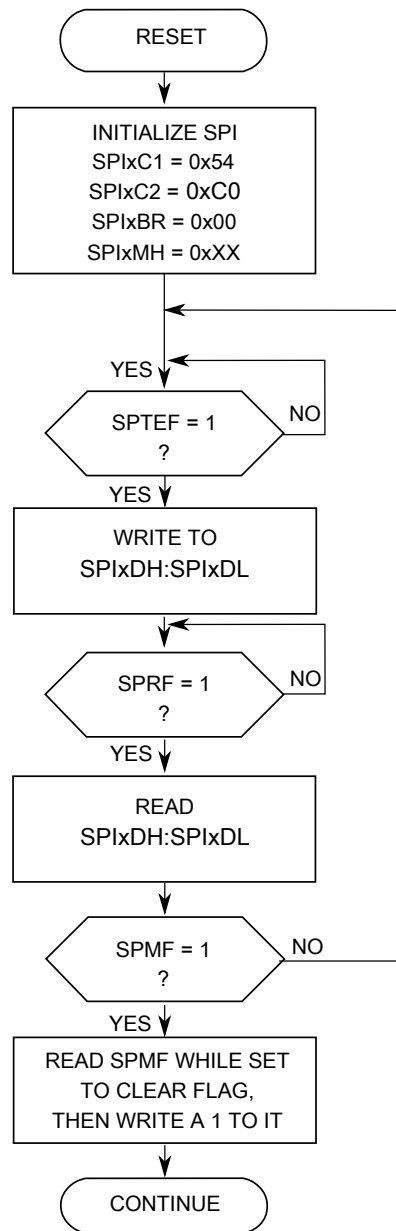 RESET
INITIALIZE SPI
SPIxC1 = 0x54
SPIxC2 = 0xC0
SPIxBR = 0x00
SPIxMH = 0xXX
YES
SPTEF = 1
?
NO
YES
WRITE TO
SPIxDH:SPIxDL
SPRF = 1
?
NO
YES
READ
SPIxDH:SPIxDL
SPMF = 1
?
NO
YES
READ SPMF WHILE SET
TO CLEAR FLAG,
THEN WRITE A 1 TO IT
CONTINUE